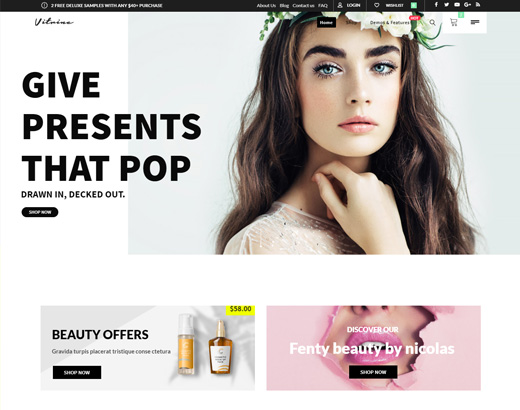 2 FREE DELUXE SAMPLES WITH ANY $40+ PURCHASE
About Us Blog Contact us FAQ LOGIN WISHLIST
Vitrine Home Demos & Features HOT
GIVE
PRESENTS
THAT POP
DRAWN IN, DECKED OUT.
SHOP NOW
$58.00
BEAUTY OFFERS
Gravida turpis placerat tristique conse ctetura
SHOP NOW
DISCOVER OUR
Fenty beauty by nicolas
SHOP NOW